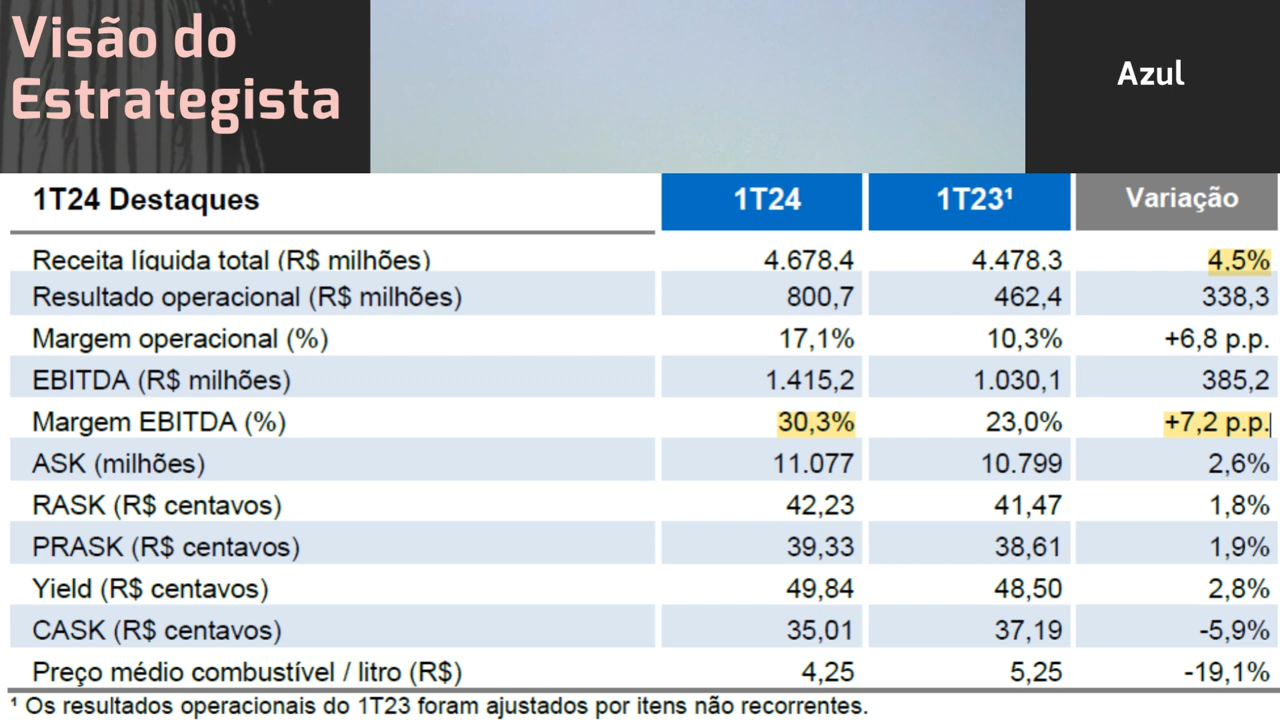 Visão do
Estrategista
Azul
1T24 Destaques 1T24 1T23¹ Variação
Receita líquida total (R$ milhões) 4.678,4 4.478,3 4,5%
Resultado operacional (R$ milhões) 800,7 462,4 338,3
Margem operacional (%) 17,1% 10,3% +6,8 p.p.
EBITDA (R$ milhões) 1.415,2 1.030,1 385,2
Margem EBITDA (%) 30,3% 23,0% +7,2 p.p.
ASK (milhões) 11.077 10.799 2,6%
RASK (R$ centavos) 42,23 41,47 1,8%
PRASK (R$ centavos) 39,33 38,61 1,9%
Yield (R$ centavos) 49,84 48,50 2,8%
CASK (R$ centavos) 35,01 37,19 -5,9%
Preço médio combustível / litro (R$) 4,25 5,25 -19,1%
¹ Os resultados operacionais do 1T23 foram ajustados por itens não recorrentes.